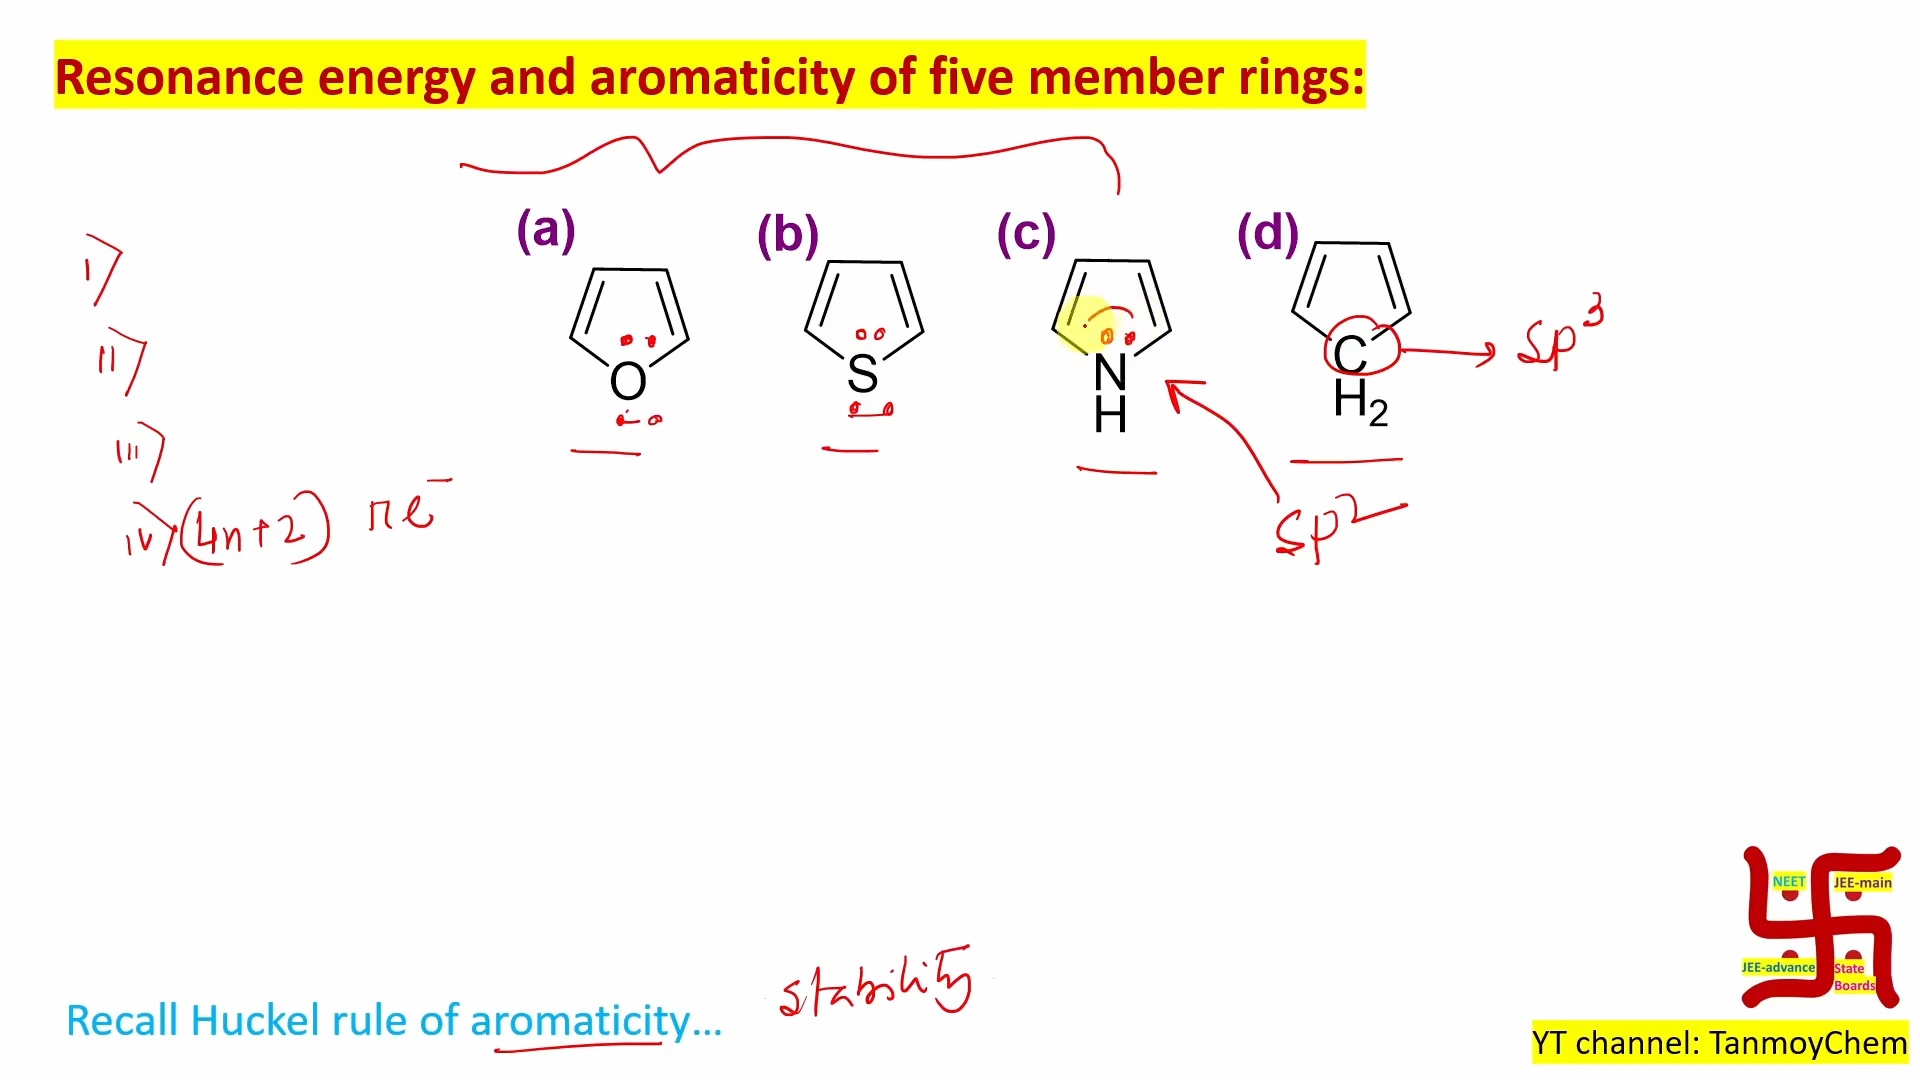 Resonance energy and aromaticity of five member rings:
(a) (b) (c) (d)
O S N H C H2
i)
ii)
iii)
iv) (4n+2) πe⁻
sp³
sp²
Recall Huckel rule of aromaticity...
stability
NEET JEE-main
JEE-advance State Boards
YT channel: TanmoyChem